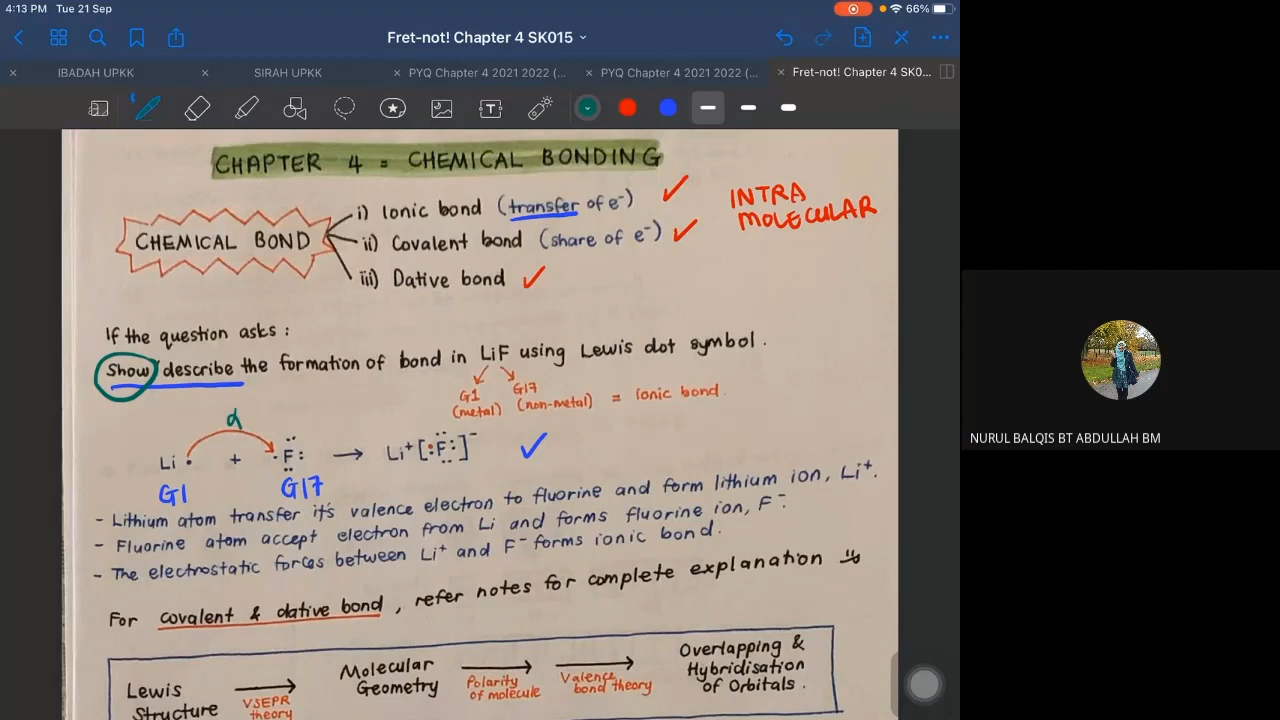 4:13 PM Tue 21 Sep
66%
Fret-not! Chapter 4 SK015
IBADAH UPKK
SIRAH UPKK
PYQ Chapter 4 2021 2022 (...
PYQ Chapter 4 2021 2022 (...
Fret-not! Chapter 4 SK0...
CHAPTER 4 = CHEMICAL BONDING
CHEMICAL BOND
i) Ionic bond (transfer of e⁻)
ii) Covalent bond (share of e⁻)
iii) Dative bond
INTRA
MOLECULAR
If the question asks :
Show/describe the formation of bond in LiF using Lewis dot symbol.
G1
(metal)
G17
(non-metal)
= Ionic bond
Li· + ·F: → Li⁺[:F:]⁻
G1
G17
- Lithium atom transfer it's valence electron to fluorine and form lithium ion, Li⁺.
- Fluorine atom accept electron from Li and forms fluorine ion, F⁻.
- The electrostatic forces between Li⁺ and F⁻ forms ionic bond.
For covalent & dative bond, refer notes for complete explanation
Lewis
Structure
VSEPR
theory
Molecular
Geometry
Polarity
of molecule
Valence
bond theory
Overlapping &
Hybridisation
of Orbitals.
NURUL BALQIS BT ABDULLAH BM